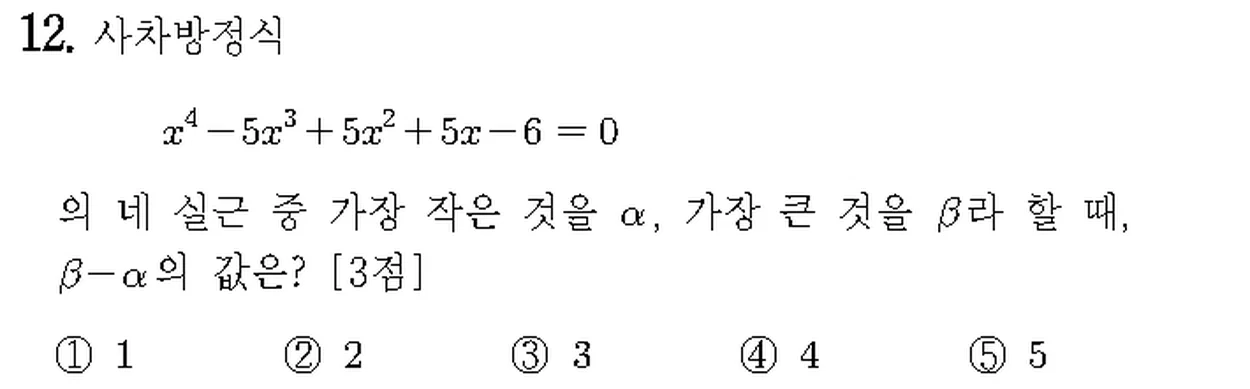 12. 사차방정식
x⁴ − 5x³ + 5x² + 5x − 6 = 0
의 네 실근 중 가장 작은 것을 α, 가장 큰 것을 β라 할 때,
β−α의 값은? [3점]
① 1 ② 2 ③ 3 ④ 4 ⑤ 5